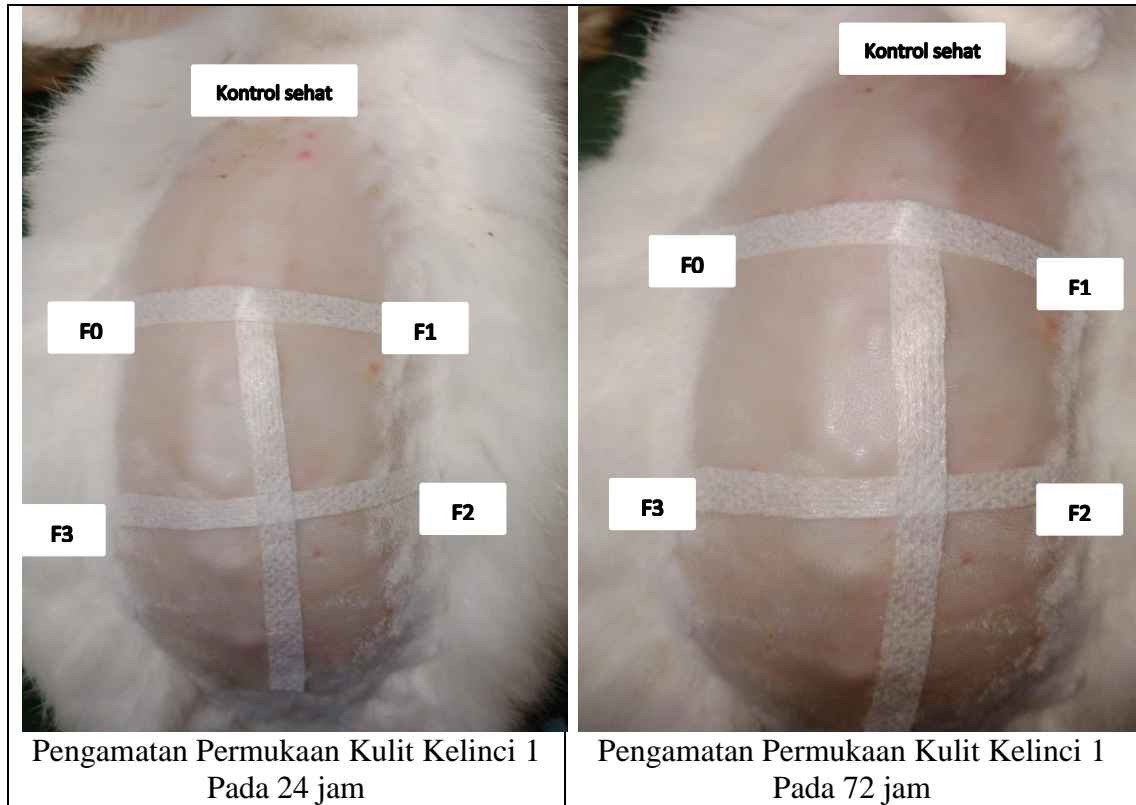 Kontrol sehat
F0
F1
F3
F2
Pengamatan Permukaan Kulit Kelinci 1
Pada 24 jam
Kontrol sehat
F0
F1
F3
F2
Pengamatan Permukaan Kulit Kelinci 1
Pada 72 jam